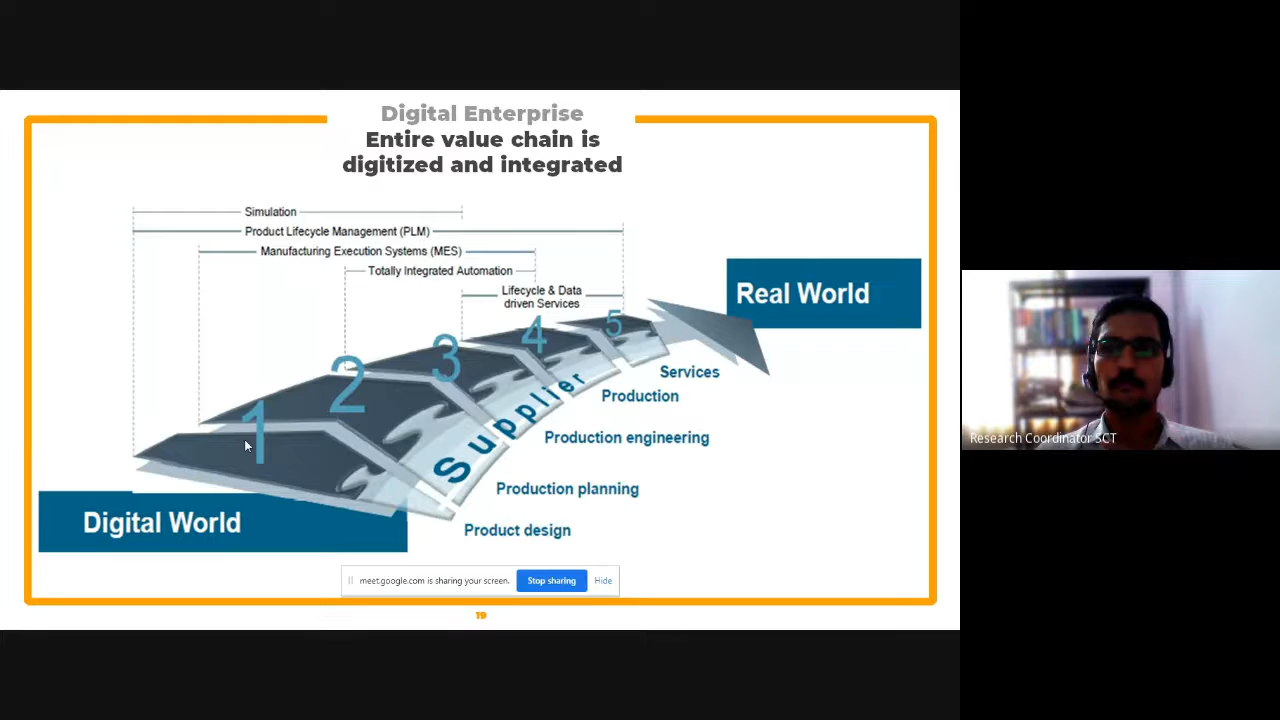 Digital Enterprise
Entire value chain is
digitized and integrated
Simulation
Product Lifecycle Management (PLM)
Manufacturing Execution Systems (MES)
Totally Integrated Automation
Lifecycle & Data
driven Services
Real World
1
2
3
4
5
Supplier
Services
Production
Production engineering
Production planning
Product design
Digital World
meet.google.com is sharing your screen. Stop sharing Hide
19
Research Coordinator SCT